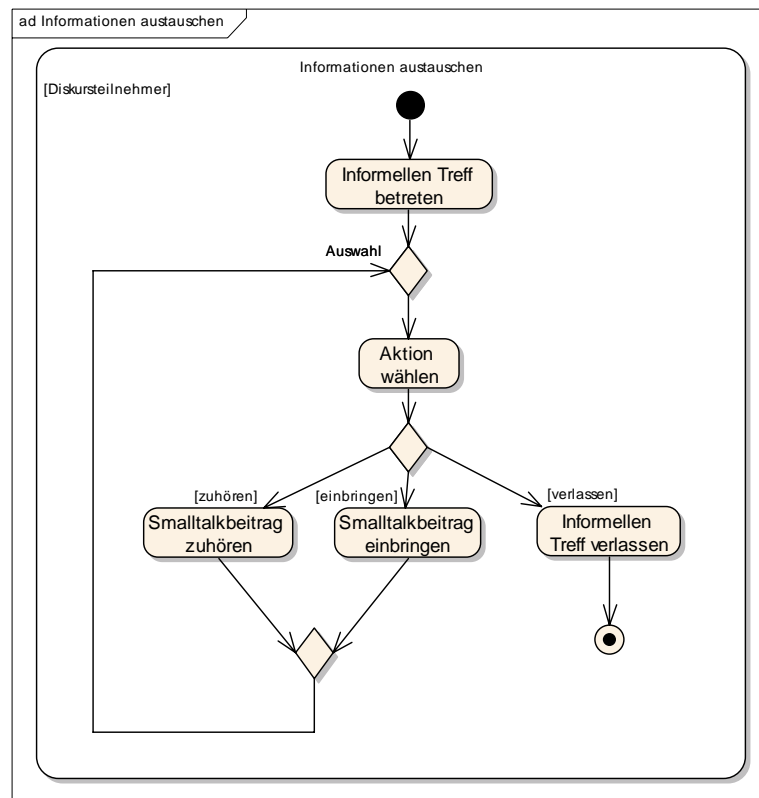 ad Informationen austauschen
Informationen austauschen
[Diskursteilnehmer]
Informellen Treff
betreten
Auswahl
Aktion
wählen
[zuhören]
[einbringen]
[verlassen]
Smalltalkbeitrag
zuhören
Smalltalkbeitrag
einbringen
Informellen
Treff verlassen